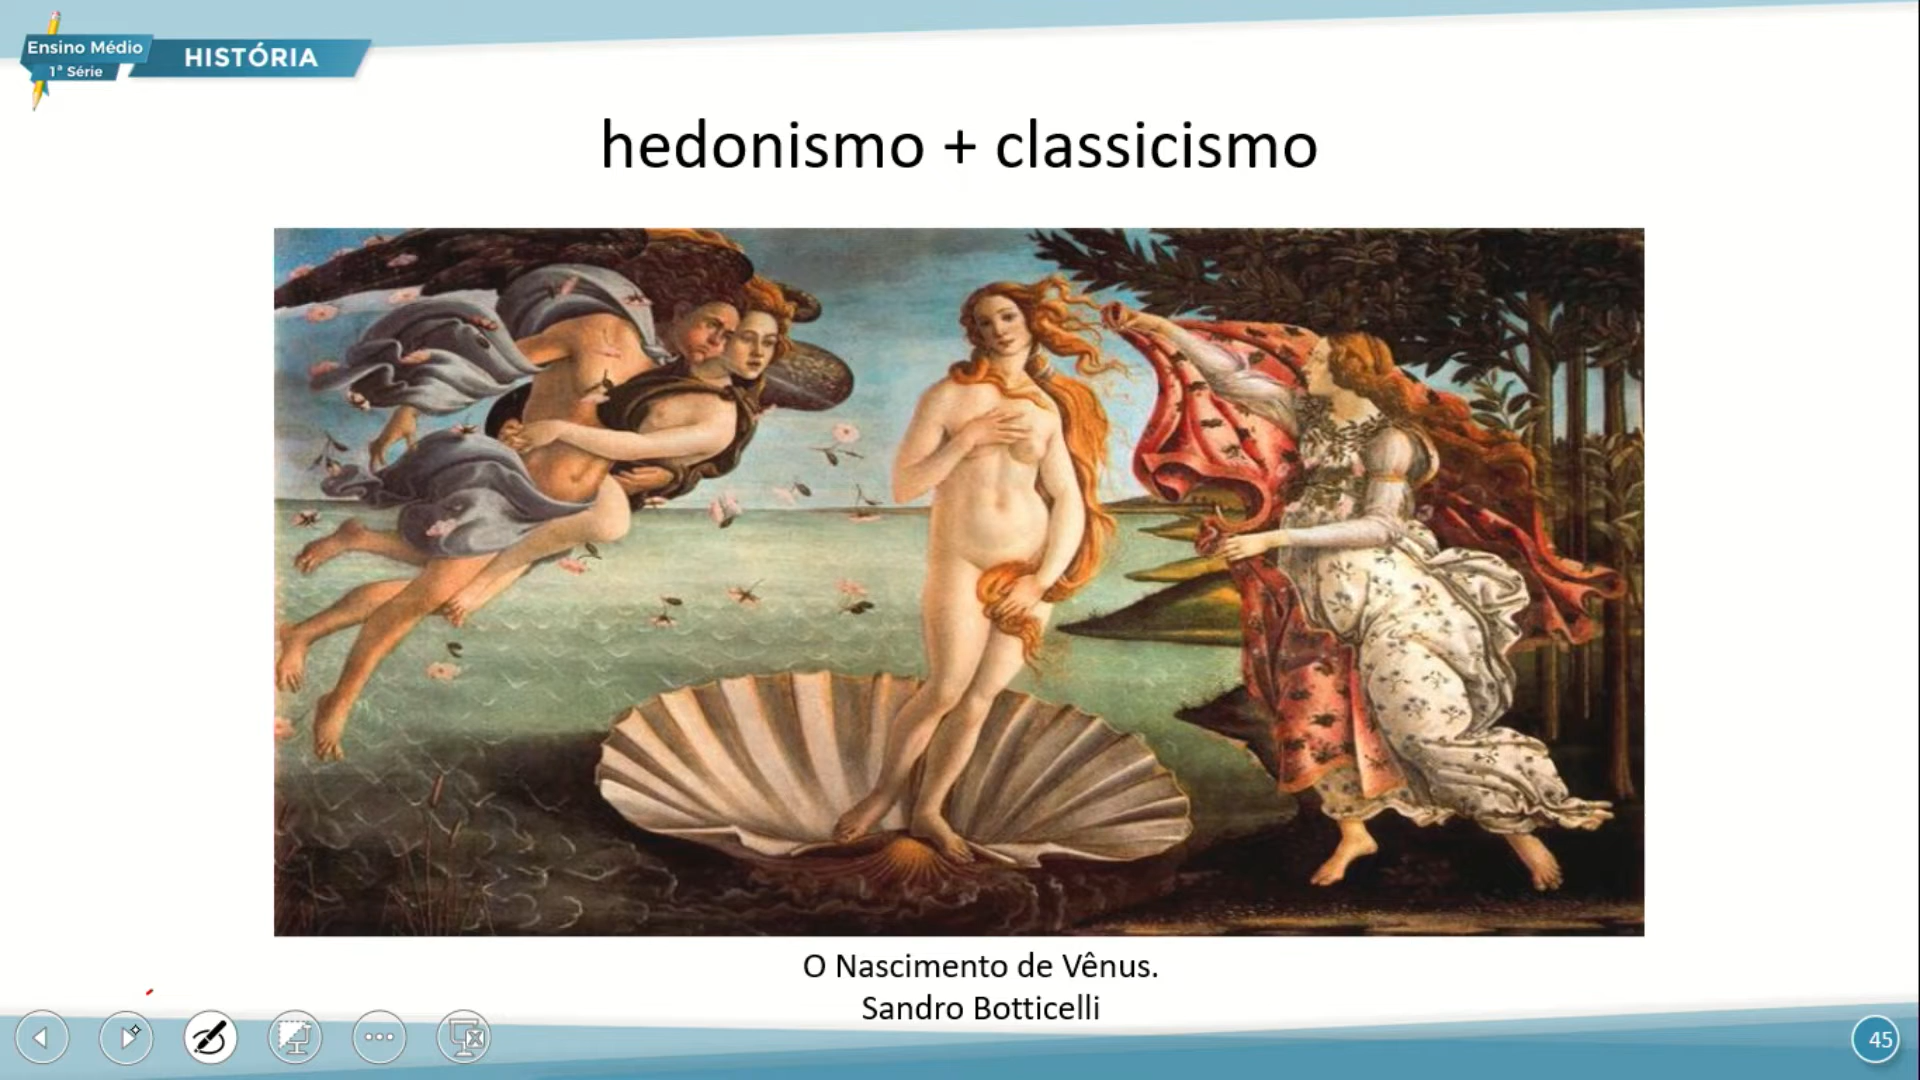 Ensino Médio
1ª Série
HISTÓRIA
hedonismo + classicismo
O Nascimento de Vênus.
Sandro Botticelli
45